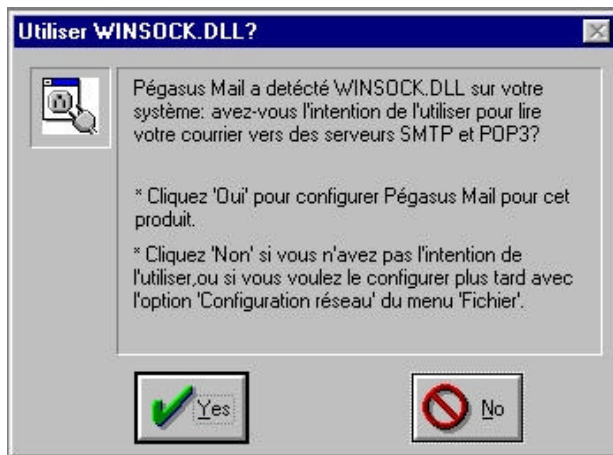 Utiliser WINSOCK.DLL?
Pégasus Mail a detécté WINSOCK.DLL sur votre
système: avez-vous l'intention de l'utiliser pour lire
votre courrier vers des serveurs SMTP et POP3?
* Cliquez 'Oui' pour configurer Pégasus Mail pour cet
produit.
* Cliquez 'Non' si vous n'avez pas l'intention de
l'utiliser,ou si vous voulez le configurer plus tard avec
l'option 'Configuration réseau' du menu 'Fichier'.
Yes
No